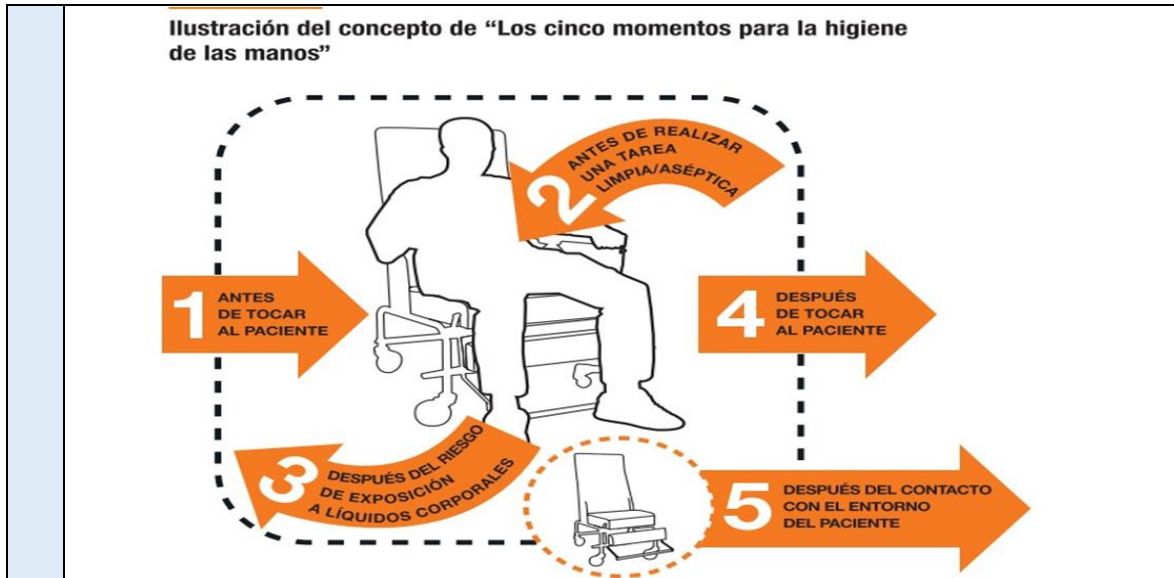 Ilustración del concepto de “Los cinco momentos para la higiene
de las manos”
1
ANTES
DE TOCAR
AL PACIENTE
2
ANTES DE REALIZAR
UNA TAREA
LIMPIA/ASÉPTICA
3
DESPUÉS DEL RIESGO
DE EXPOSICIÓN
A LÍQUIDOS CORPORALES
4
DESPUÉS
DE TOCAR
AL PACIENTE
5
DESPUÉS DEL CONTACTO
CON EL ENTORNO
DEL PACIENTE